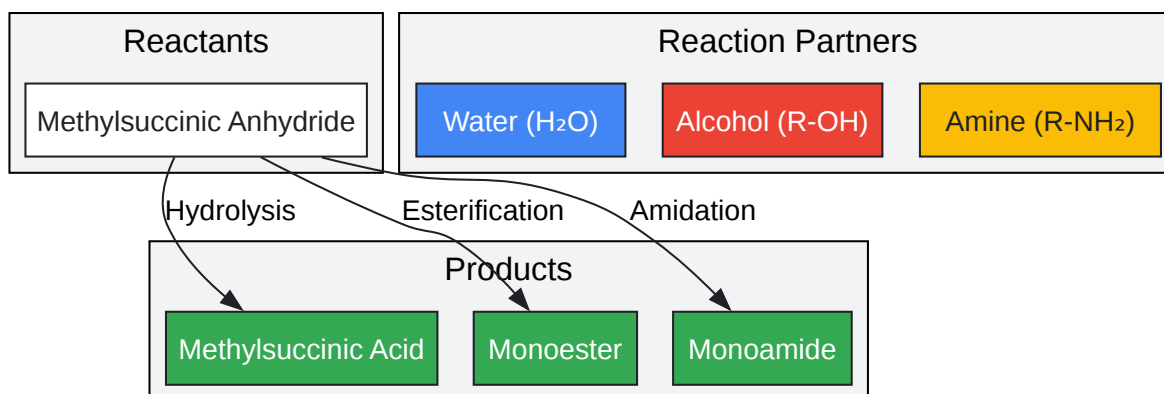 Reactants
Reaction Partners
Methylsuccinic Anhydride
Water (H₂O)
Alcohol (R-OH)
Amine (R-NH₂)
Hydrolysis
Esterification
Amidation
Products
Methylsuccinic Acid
Monoester
Monoamide